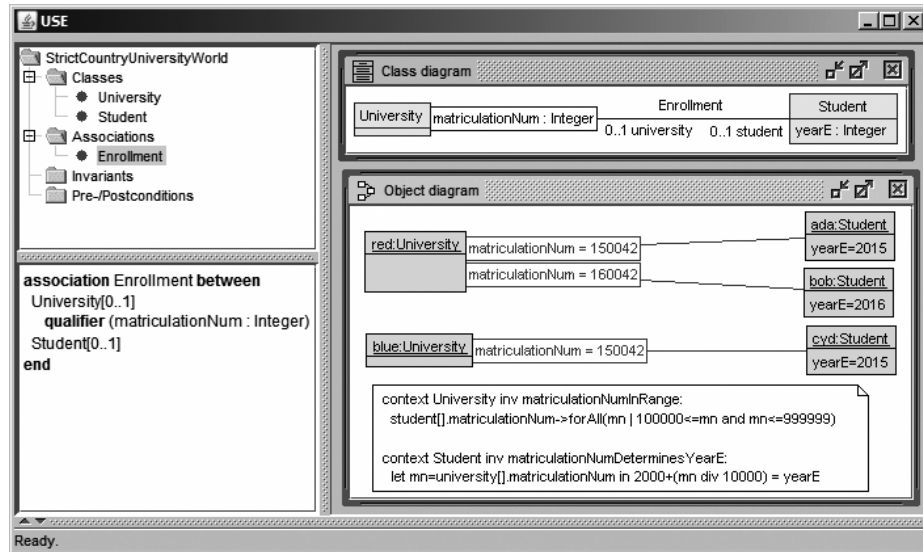 USE
StrictCountryUniversityWorld
Classes
University
Student
Associations
Enrollment
Invariants
Pre-/Postconditions
association Enrollment between
University[0..1]
qualifier (matriculationNum : Integer)
Student[0..1]
end
Class diagram
University
matriculationNum : Integer
Enrollment
0..1 university
0..1 student
Student
yearE : Integer
Object diagram
red:University
matriculationNum = 150042
matriculationNum = 160042
ada:Student
yearE=2015
bob:Student
yearE=2016
blue:University
matriculationNum = 150042
cyd:Student
yearE=2015
context University inv matriculationNumInRange:
student[].matriculationNum->forAll(mn | 100000<=mn and mn<=999999)
context Student inv matriculationNumDeterminesYearE:
let mn=university[].matriculationNum in 2000+(mn div 10000) = yearE
Ready.